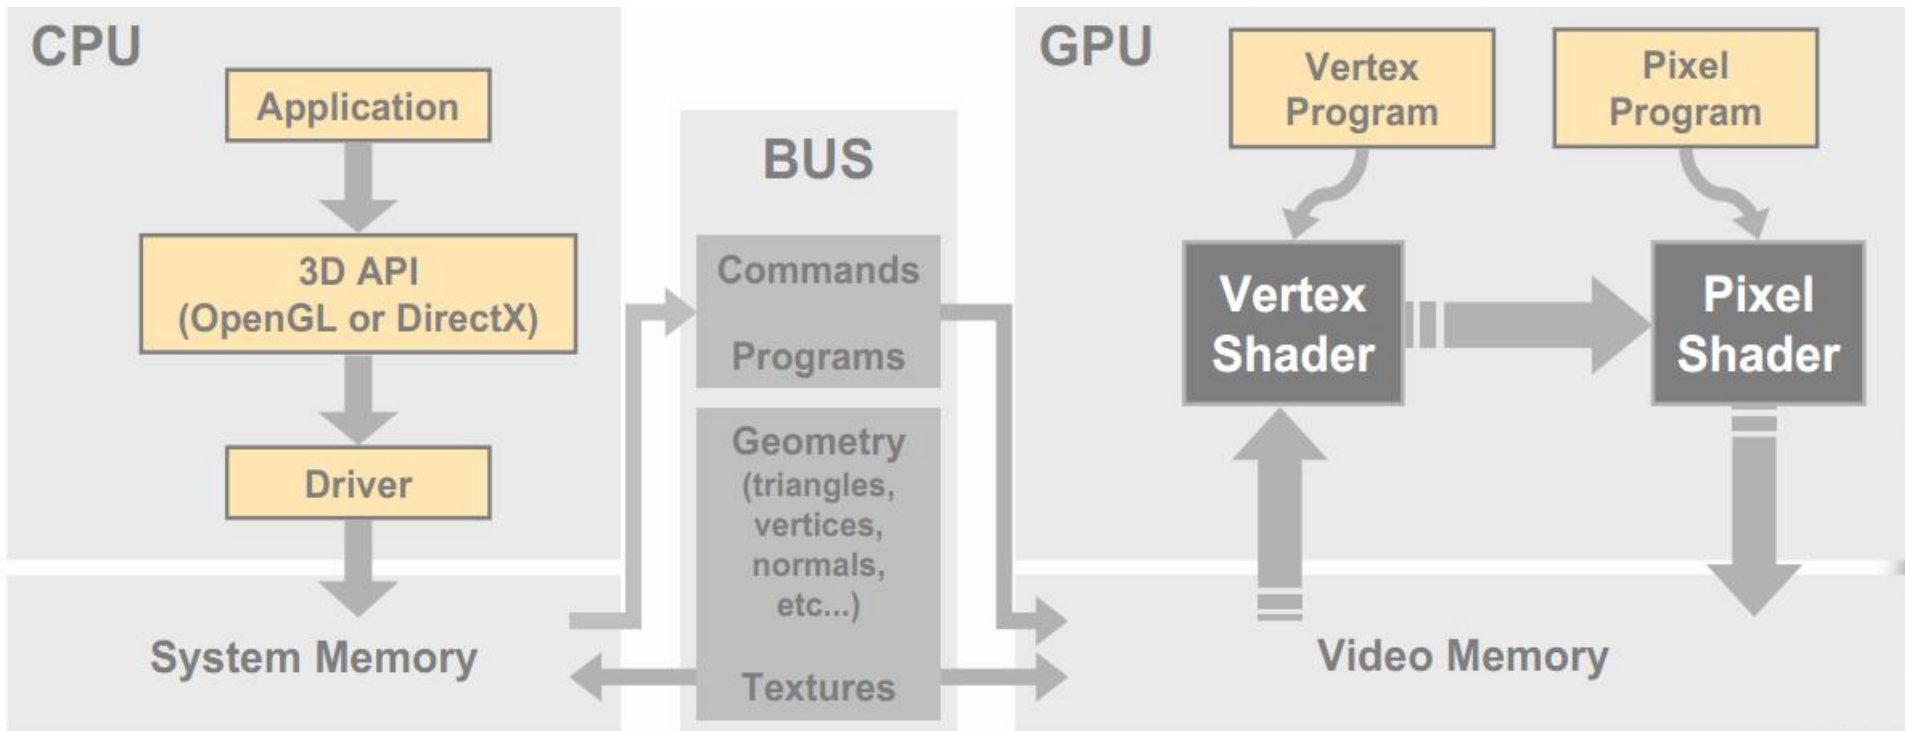 CPU
Application
3D API
(OpenGL or DirectX)
Driver
System Memory
BUS
Commands
Programs
Geometry
(triangles,
vertices,
normals,
etc...)
Textures
GPU
Vertex
Program
Pixel
Program
Vertex
Shader
Pixel
Shader
Video Memory